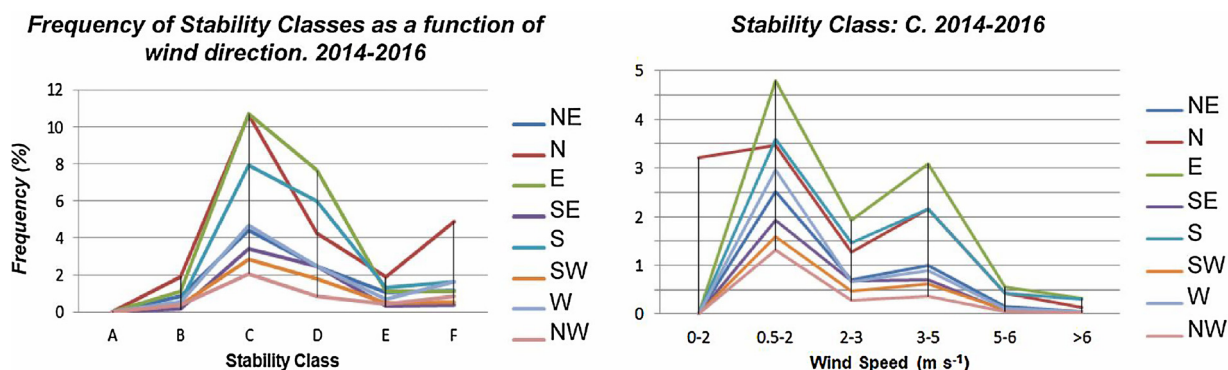 Frequency of Stability Classes as a function of
wind direction. 2014-2016
12
10
8
6
4
2
0
Frequency (%)
A B C D E F
Stability Class
NE
N
E
SE
S
SW
W
NW
Stability Class: C. 2014-2016
5
4
3
2
1
0
0-2 0.5-2 2-3 3-5 5-6 >6
Wind Speed (m s-1)
NE
N
E
SE
S
SW
W
NW